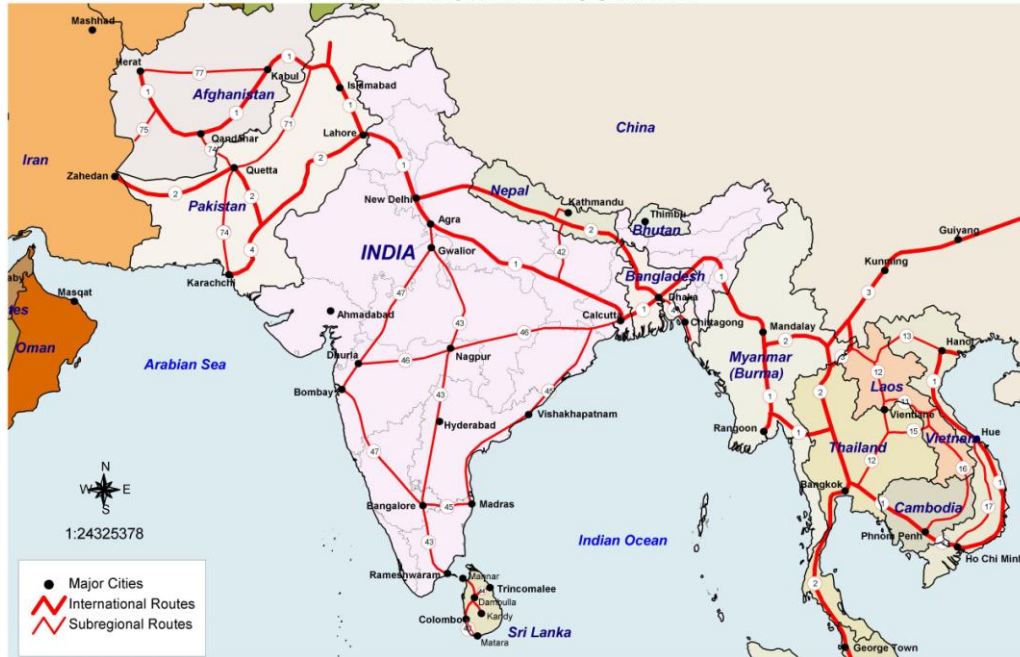 Mashhad
Herat
77
1
Kabul
Afghanistan
Islamabad
1
1
1
75
71
China
Qandahar
Lahore
74
2
Iran
Quetta
1
Zahedan
2
2
Nepal
Pakistan
New Delhi
Kathmandu
Thimbu
Agra
2
Bhutan
Guiyang
74
Gwalior
42
INDIA
4
1
Bangladesh
1
Kunming
Karachchi
Masqat
47
Dhaka
3
Ahmadabad
Calcutta
1
Chittagong
Mandalay
43
46
2
13
Hanoi
Oman
Arabian Sea
Dhulia
46
Nagpur
Myanmar
(Burma)
12
Laos
1
Bombay
43
45
2
1
11
Vishakhapatnam
Vientiane
Hyderabad
Rangoon
1
15
Hue
Vietnam
Thailand
47
12
16
N
W E
S
Bangkok
1
Bangalore
45
Madras
1
Cambodia
17
1:24325378
Phnom Penh
43
Indian Ocean
Ho Chi Minh
Rameshwaram
Mannar
Major Cities
Trincomalee
2
International Routes
Dambulla
Colombo
Kandy
Subregional Routes
Sri Lanka
Matara
George Town